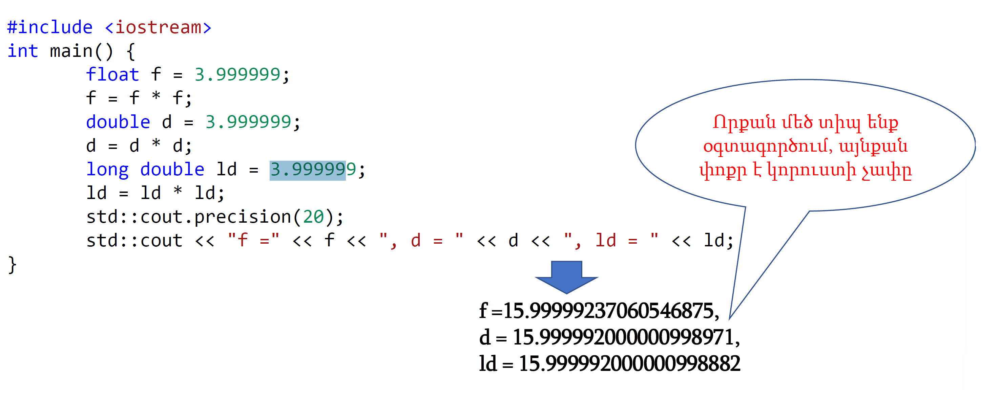 #include <iostream>
int main() {
float f = 3.999999;
f = f * f;
double d = 3.999999;
d = d * d;
long double ld = 3.999999;
ld = ld * ld;
std::cout.precision(20);
std::cout << "f =" << f << ", d = " << d << ", ld = " << ld;
}
Որքան մեծ տիպ ենք
օգտագործում, այնքան
փոքր է կորուստի չափը
f =15.99999237060546875,
d = 15.999992000000998971,
ld = 15.999992000000998882